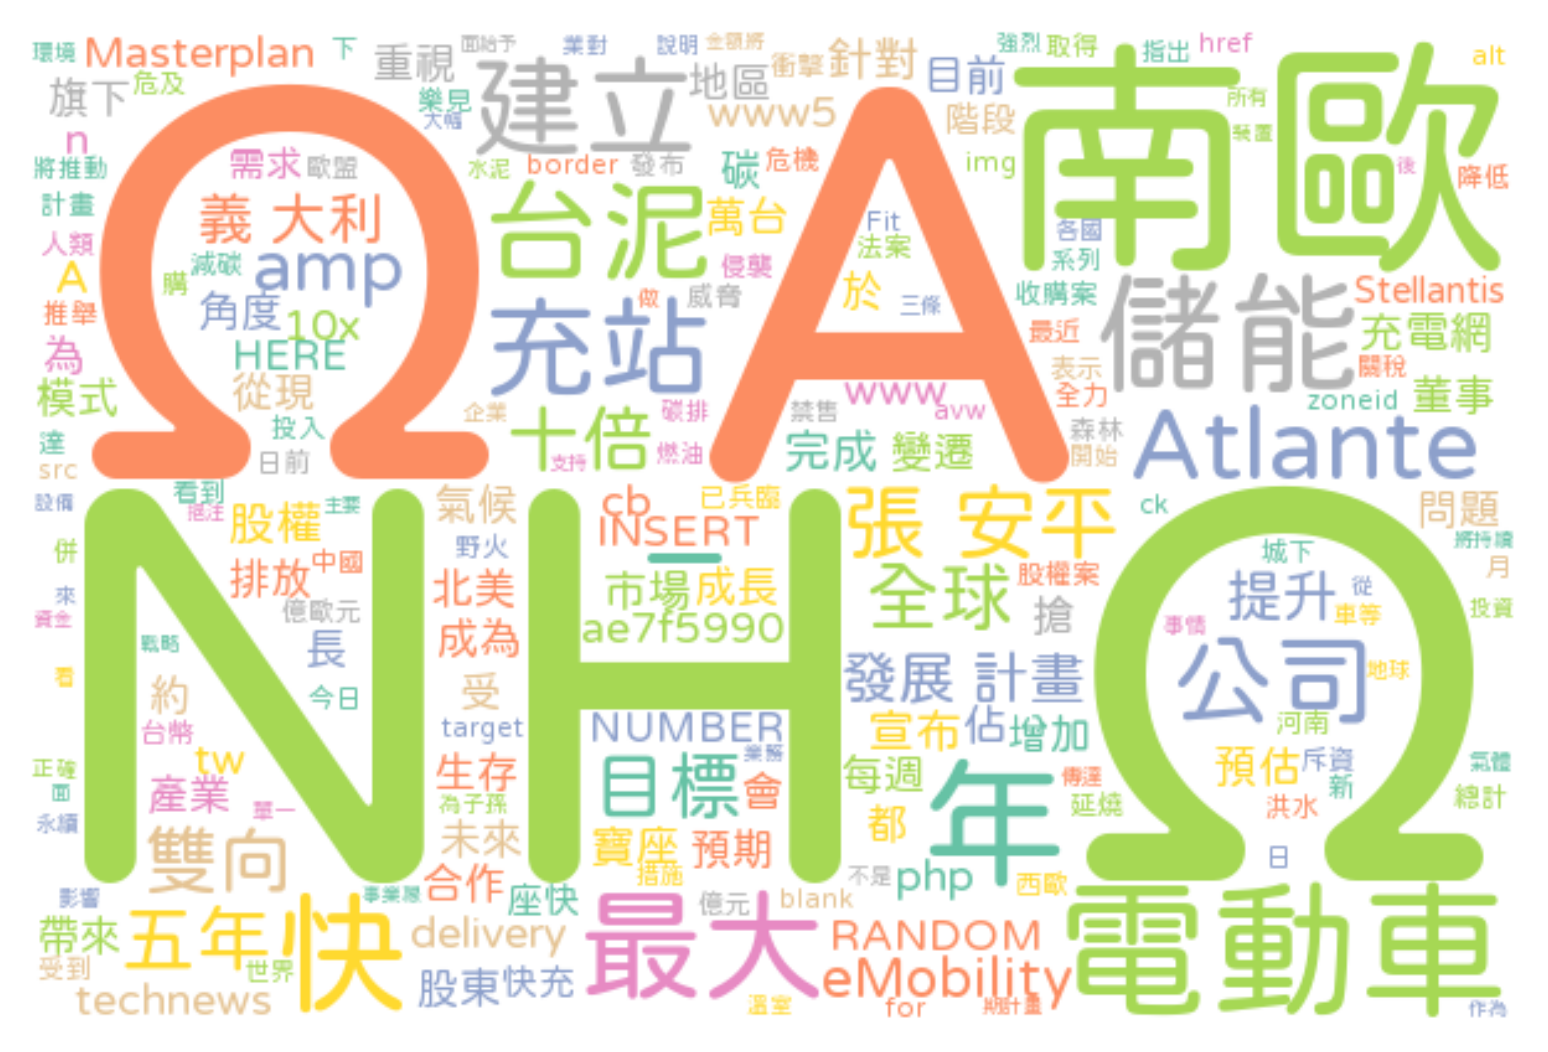 環境 Masterplan 下 重視 面給予 業對 說明 金額將 衝擊 針對 目前 強烈 取得 指出 href alt
旗下 危及 樂見 大幅 建立 地區 www5 階段 南歐 所有 裝置
n 將推動 需求 歐盟 水泥 border 發布 碳 危機 img 後 降低
計畫 義大利 台泥 萬台 Fit 法案 各國 系列
人類 A 購 減碳 amp 侵襲 於 三條 收購案 儲能 Stellantis
推舉 角度 10x 充站 做 威脅 最近 充電網
為 HERE Ω A 表示 關稅
模式 從現 企業 十倍 碳排 www avw 禁售 全力 zoneid 董事
達 投入 支持 燃油 完成 變遷 森林 Atlante
src 日前 開始
設備 看到 挹注 股權 主要 氣候 cb 已兵臨 張 安平 ck 問題
併 排放 中國 野火 INSERT _ 城下 將持續 月
來 資金 億歐元 北美 市場 成長 全球 股權案 搶 提升 從 車等 投資
戰略 長 成為 ae7f5990 事情
看 N H Ω 發展 計畫 公司 地球
約 今日 受
台幣 target NUMBER 業務 宣布 佔 增加 河南
正確 面 tw 生存 目標 會 每週 年 傳達 預估 斥資 新 氣體
產業 單一 為子孫 延燒 洪水 總計
永續 雙向 未來 寶座 預期 都 日
影響 事業屬 合作 座快 措施 億元 blank 不足 php 西歐
帶來 五年 快 delivery 最大 RANDOM 電動車
受到 世界 股東 快充 eMobility
technews 溫室 for 期計畫 作為